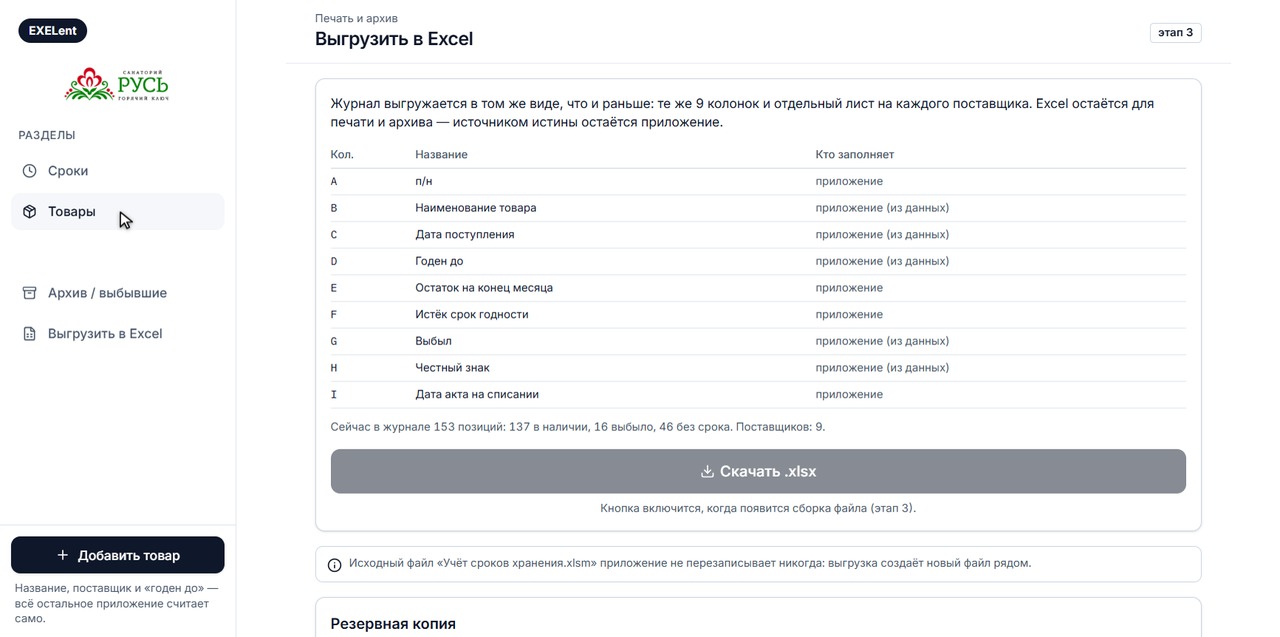 EXELent
САНАТОРИЙ
РУСЬ
ГОРЯЧИЙ КЛЮЧ
РАЗДЕЛЫ
Сроки
Товары
Архив / выбывшие
Выгрузить в Excel
+ Добавить товар
Название, поставщик и «годен до» —
всё остальное приложение считает
само.
Печать и архив
Выгрузить в Excel
этап 3
Журнал выгружается в том же виде, что и раньше: те же 9 колонок и отдельный лист на каждого поставщика. Excel остаётся для
печати и архива — источником истины остаётся приложение.
Кол. Название Кто заполняет
A п/н приложение
B Наименование товара приложение (из данных)
C Дата поступления приложение (из данных)
D Годен до приложение (из данных)
E Остаток на конец месяца приложение
F Истёк срок годности приложение
G Выбыл приложение (из данных)
H Честный знак приложение (из данных)
I Дата акта на списании приложение
Сейчас в журнале 153 позиций: 137 в наличии, 16 выбыло, 46 без срока. Поставщиков: 9.
Скачать .xlsx
Кнопка включится, когда появится сборка файла (этап 3).
Исходный файл «Учёт сроков хранения.xlsm» приложение не перезаписывает никогда: выгрузка создаёт новый файл рядом.
Резервная копия